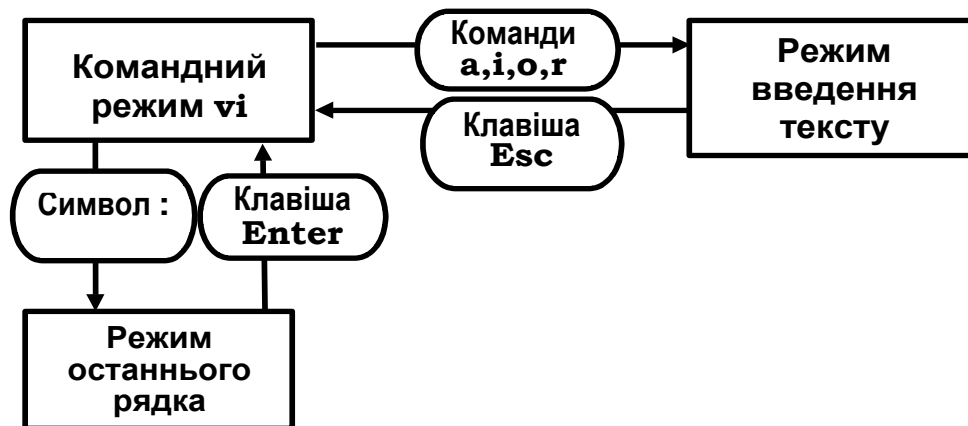 Командний
режим vi
Команди
a,i,o,r
Режим
введення
тексту
Клавіша
Esc
Символ :
Клавіша
Enter
Режим
останнього
рядка